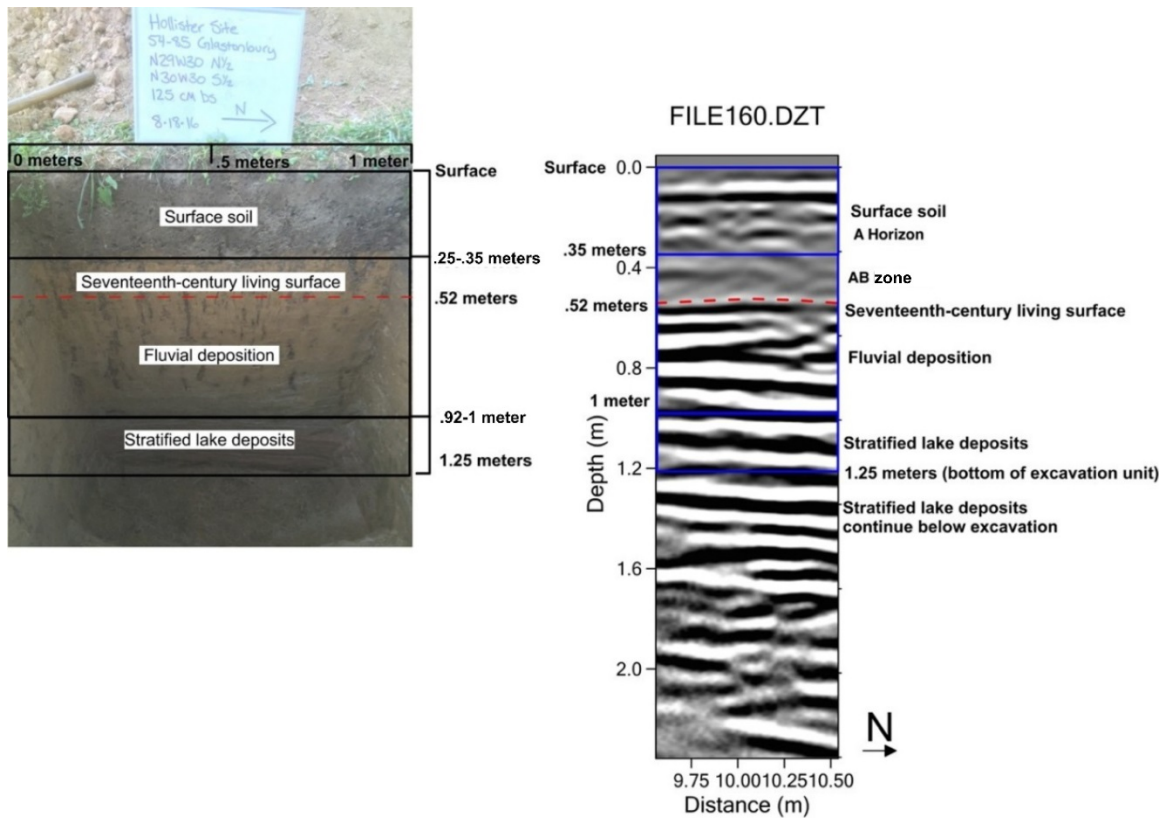 Hollister Site
54-85 Glastonbury
N29W30 N½
N30W30 S½
125 cm bs
N
8-18-16
0 meters .5 meters 1 meter
Surface
Surface soil
.25-.35 meters
Seventeenth-century living surface
.52 meters
Fluvial deposition
.92-1 meter
Stratified lake deposits
1.25 meters
FILE160.DZT
Surface 0.0
Surface soil
A Horizon
.35 meters
0.4
AB zone
.52 meters
Seventeenth-century living surface
Fluvial deposition
0.8
1 meter
Depth (m)
Stratified lake deposits
1.2
1.25 meters (bottom of excavation unit)
Stratified lake deposits
continue below excavation
1.6
2.0
N
9.75 10.00 10.25 10.50
Distance (m)